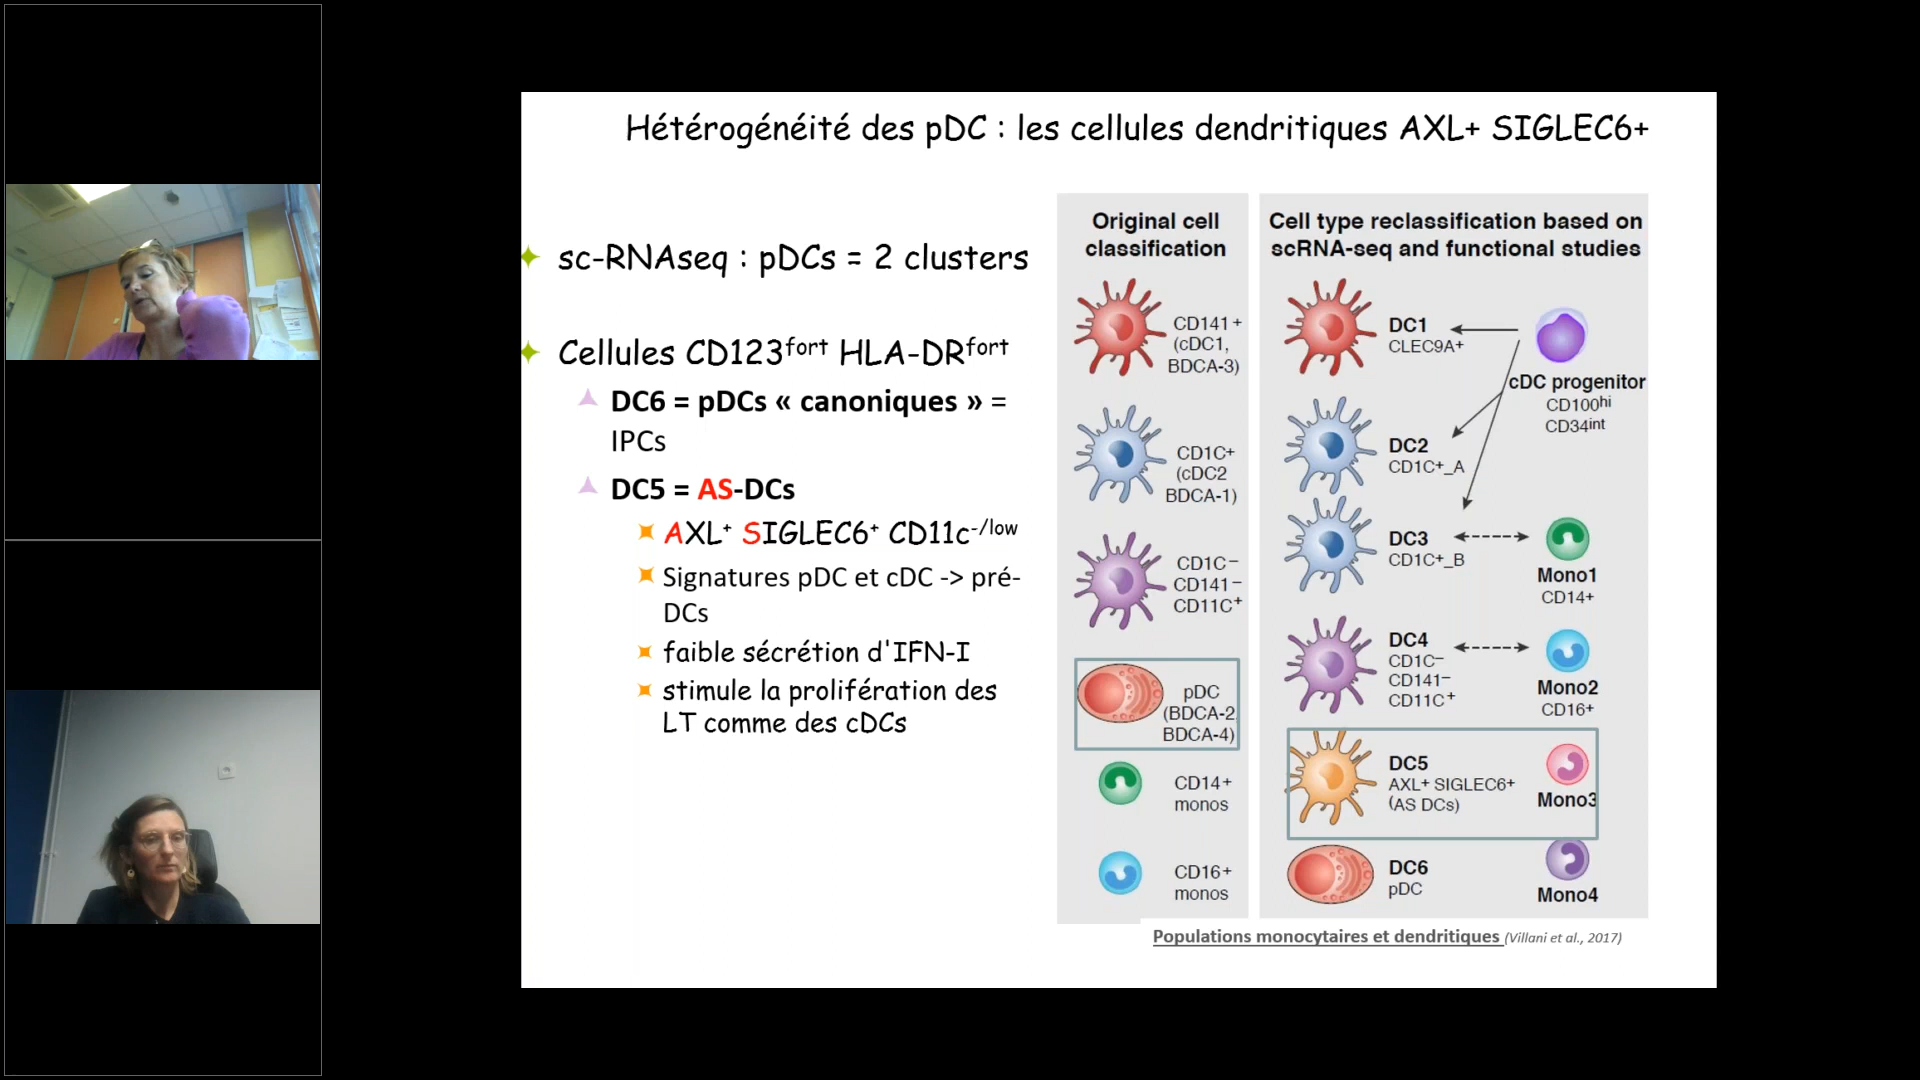 Hétérogénéité des pDC : les cellules dendritiques AXL+ SIGLEC6+
sc-RNAseq : pDCs = 2 clusters
Cellules CD123fort HLA-DRfort
DC6 = pDCs « canoniques » =
IPCs
DC5 = AS-DCs
AXL+ SIGLEC6+ CD11c-/low
Signatures pDC et cDC -> pré-
DCs
faible sécrétion d'IFN-I
stimule la prolifération des
LT comme des cDCs
Original cell
classification
CD141+
(cDC1,
BDCA-3)
CD1C+
(cDC2
BDCA-1)
CD1C−
CD141−
CD11C+
pDC
(BDCA-2
BDCA-4)
CD14+
monos
CD16+
monos
Cell type reclassification based on
scRNA-seq and functional studies
DC1
CLEC9A+
cDC progenitor
CD100hi
CD34int
DC2
CD1C+_A
DC3
CD1C+_B
Mono1
CD14+
DC4
CD1C−
CD141−
CD11C+
Mono2
CD16+
DC5
AXL+ SIGLEC6+
(AS DCs)
Mono3
DC6
pDC
Mono4
Populations monocytaires et dendritiques (Villani et al., 2017)